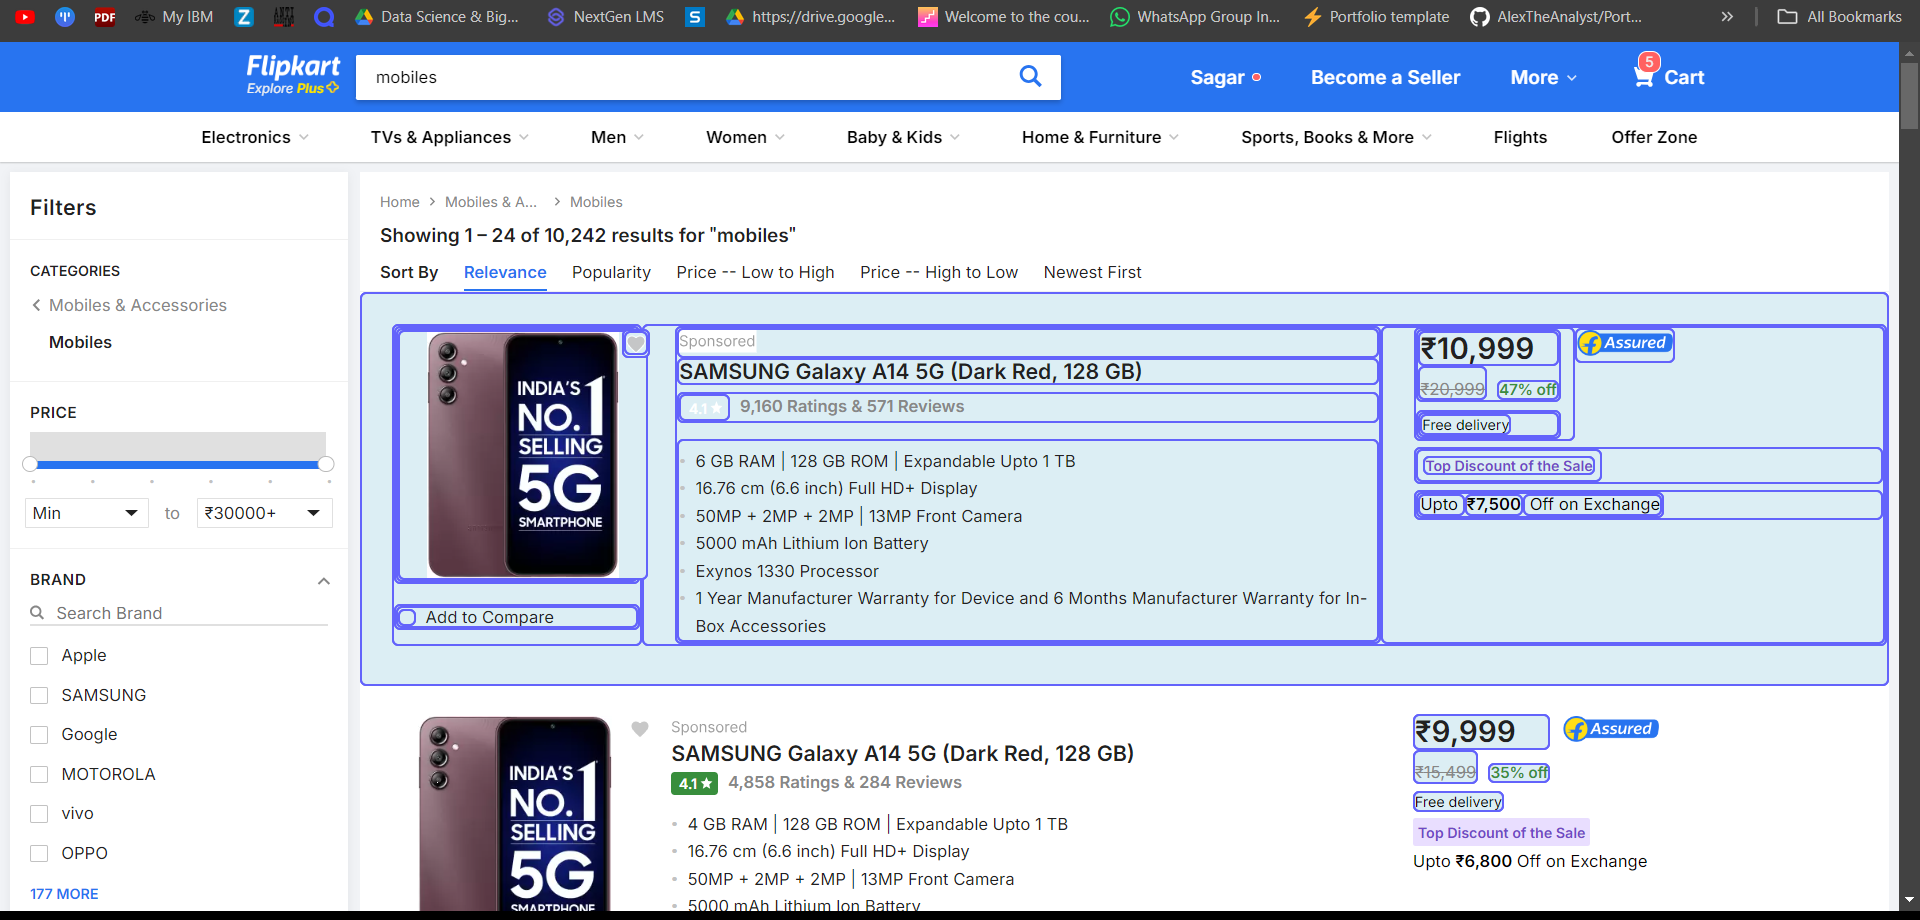 PDF
My IBM
Data Science & Big...
NextGen LMS
https://drive.google...
Welcome to the cou...
WhatsApp Group In...
Portfolio template
AlexTheAnalyst/Port...
All Bookmarks
Flipkart
Explore Plus
mobiles
Sagar
Become a Seller
More
5
Cart
Electronics
TVs & Appliances
Men
Women
Baby & Kids
Home & Furniture
Sports, Books & More
Flights
Offer Zone
Filters
CATEGORIES
Mobiles & Accessories
Mobiles
PRICE
Min
to
₹30000+
BRAND
Search Brand
Apple
SAMSUNG
Google
MOTOROLA
vivo
OPPO
177 MORE
Home
Mobiles & A...
Mobiles
Showing 1 – 24 of 10,242 results for "mobiles"
Sort By
Relevance
Popularity
Price -- Low to High
Price -- High to Low
Newest First
INDIA'S
NO. 1
SELLING
5G
SMARTPHONE
Add to Compare
Sponsored
SAMSUNG Galaxy A14 5G (Dark Red, 128 GB)
4.1★
9,160 Ratings & 571 Reviews
6 GB RAM | 128 GB ROM | Expandable Upto 1 TB
16.76 cm (6.6 inch) Full HD+ Display
50MP + 2MP + 2MP | 13MP Front Camera
5000 mAh Lithium Ion Battery
Exynos 1330 Processor
1 Year Manufacturer Warranty for Device and 6 Months Manufacturer Warranty for In-
Box Accessories
₹10,999
Assured
₹20,999
47% off
Free delivery
Top Discount of the Sale
Upto ₹7,500 Off on Exchange
INDIA'S
NO. 1
SELLING
5G
SMARTPHONE
Sponsored
SAMSUNG Galaxy A14 5G (Dark Red, 128 GB)
4.1★
4,858 Ratings & 284 Reviews
4 GB RAM | 128 GB ROM | Expandable Upto 1 TB
16.76 cm (6.6 inch) Full HD+ Display
50MP + 2MP + 2MP | 13MP Front Camera
5000 mAh Lithium Ion Battery
₹9,999
Assured
₹15,499
35% off
Free delivery
Top Discount of the Sale
Upto ₹6,800 Off on Exchange